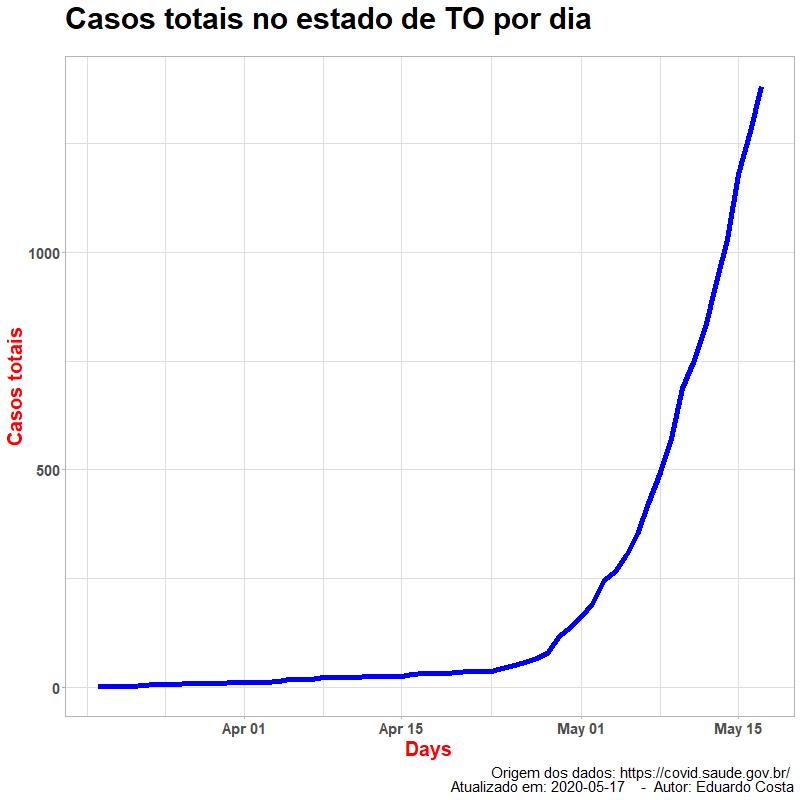 Casos totais no estado de TO por dia
Casos totais
1000
500
0
Apr 01
Apr 15
May 01
May 15
Days
Origem dos dados: https://covid.saude.gov.br/
Atualizado em: 2020-05-17 - Autor: Eduardo Costa